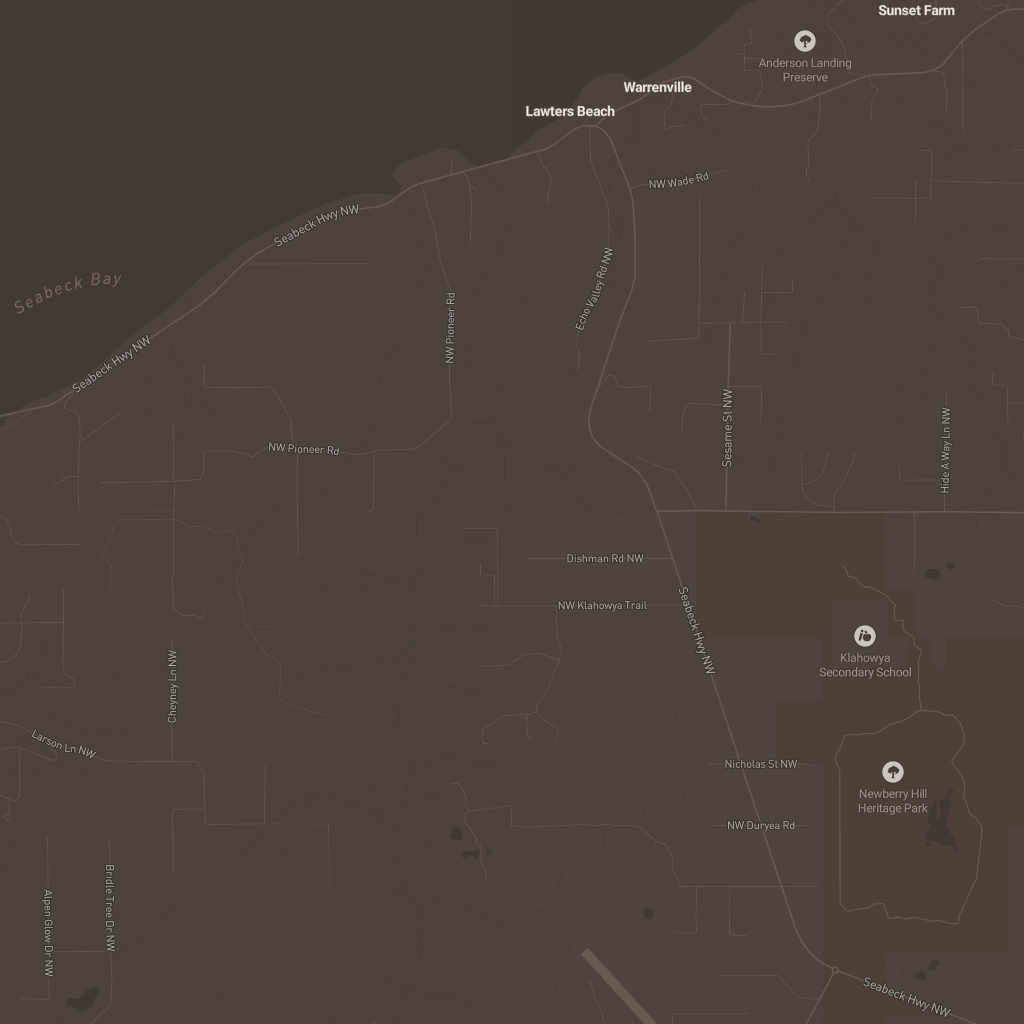 Sunset Farm
Anderson Landing
Preserve
Warrenville
Lawters Beach
NW Wade Rd
Seabeck Hwy NW
Seabeck Bay
Echo Valley Rd NW
NW Pioneer Rd
Seabeck Hwy NW
Sesame St NW
Hide A Way Ln NW
NW Pioneer Rd
Dishman Rd NW
NW Klahowya Trail
Seabeck Hwy NW
Klahowya
Secondary School
Cheyney Ln NW
Larson Ln NW
Nicholas St NW
Newberry Hill
Heritage Park
NW Duryea Rd
Bridle Tree Dr NW
Alpen Glow Dr NW
Seabeck Hwy NW